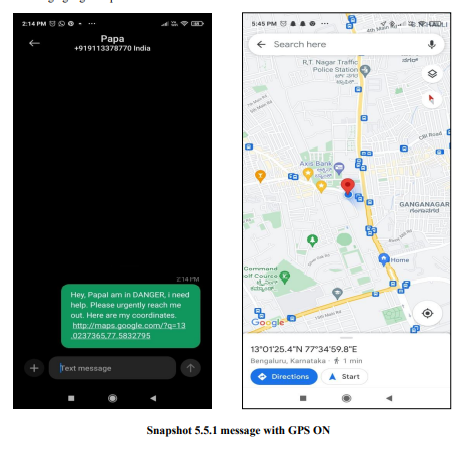 2:14 PM
Papa
+919113378770 India
2:14 PM
Hey, PapaI am in DANGER, i need
help. Please urgently reach me
out. Here are my coordinates.
http://maps.google.com/?q=13
.0237365,77.5832795
Text message
5:45 PM
4th Main
Search here
R.T. Nagar Traffic
Police Station
CBI Road
Axis Bank
GANGANAGAR
Home
Command
olf Course
Google
13°01'25.4"N 77°34'59.8"E
Bengaluru, Karnataka · 1 min
Directions
Start
Snapshot 5.5.1 message with GPS ON